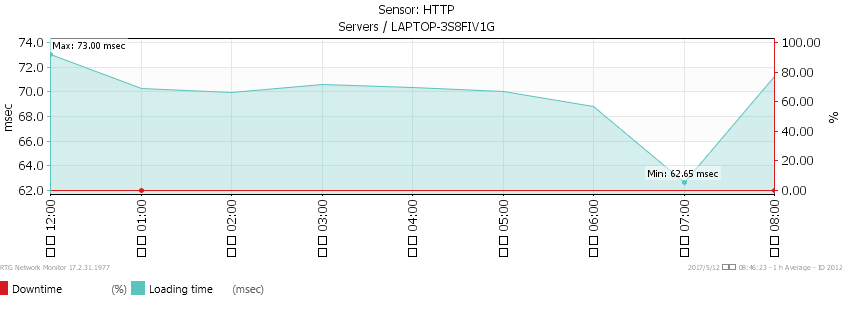 Sensor: HTTP
Servers / LAPTOP-3S8FIV1G
74.0
72.0
70.0
68.0
66.0
64.0
62.0
msec
Max: 73.00 msec
Min: 62.65 msec
100.00
80.00
60.00
40.00
20.00
0.00
%
12:00
01:00
02:00
03:00
04:00
05:00
06:00
07:00
08:00
RTG Network Monitor 17.2.31.1977
2017/5/12 □□ 08:46:23 - 1 h Average - ID 2012
Downtime (%) Loading time (msec)